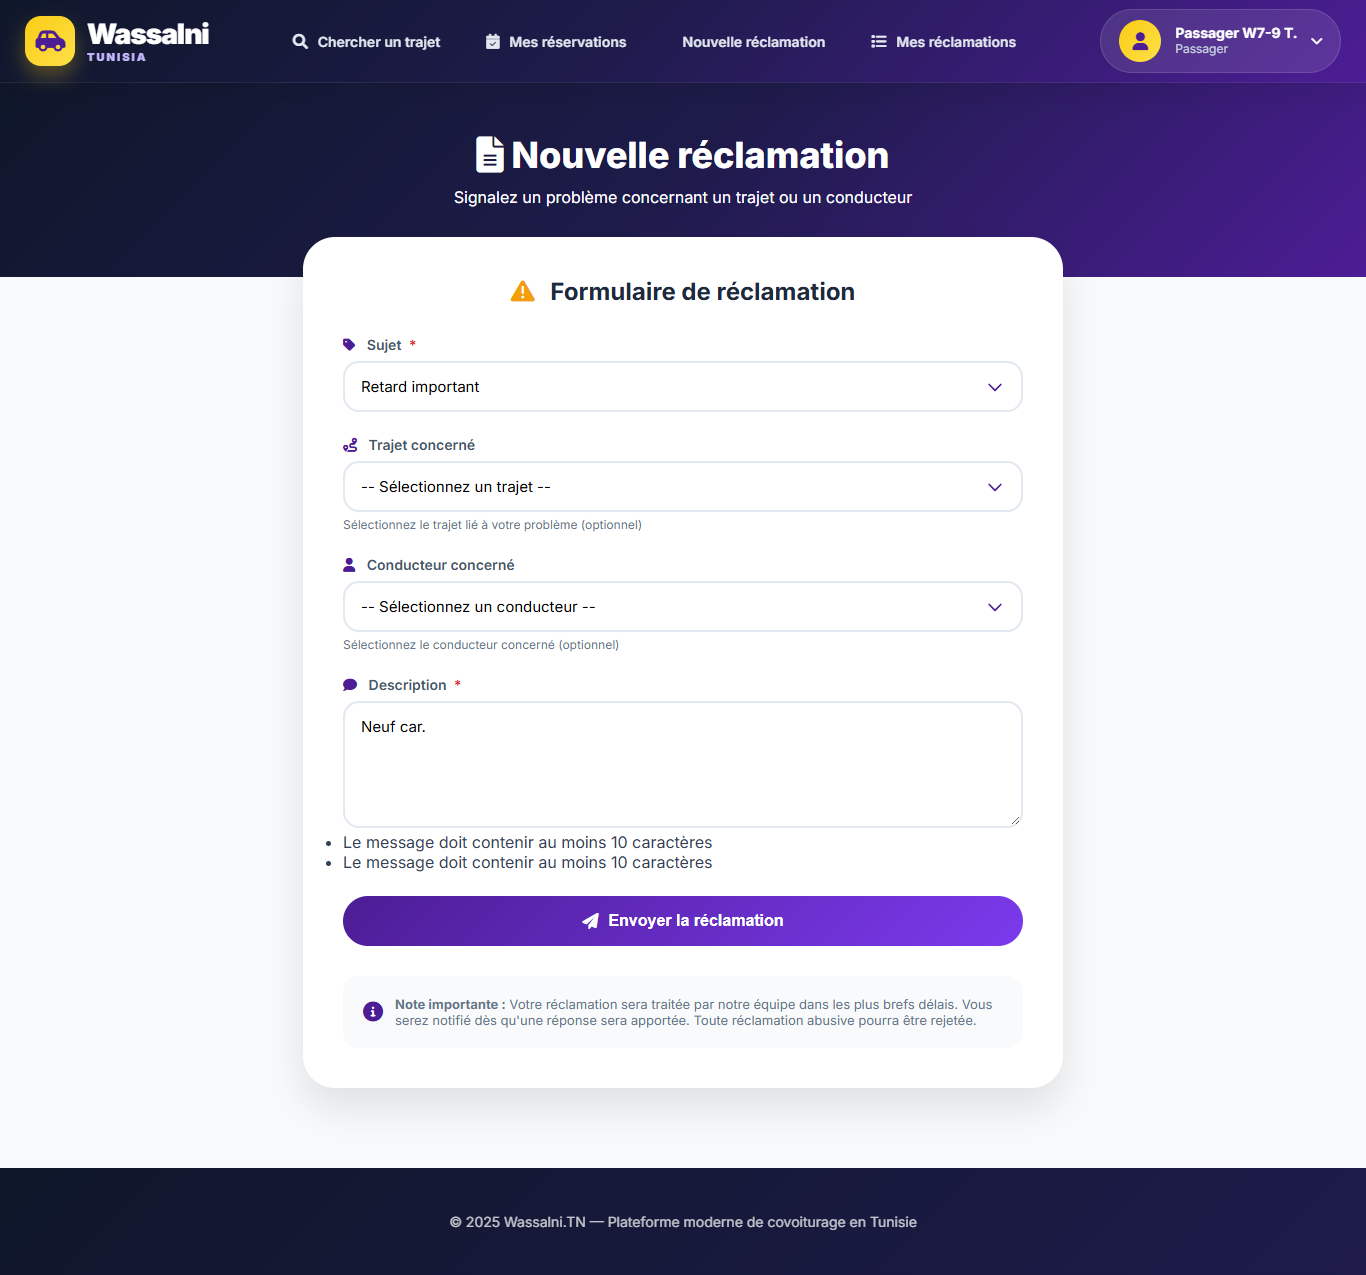 Wassalni
TUNISIA
Chercher un trajet
Mes réservations
Nouvelle réclamation
Mes réclamations
Passager W7-9 T.
Passager
Nouvelle réclamation
Signalez un problème concernant un trajet ou un conducteur
Formulaire de réclamation
Sujet *
Retard important
Trajet concerné
-- Sélectionnez un trajet --
Sélectionnez le trajet lié à votre problème (optionnel)
Conducteur concerné
-- Sélectionnez un conducteur --
Sélectionnez le conducteur concerné (optionnel)
Description *
Neuf car.
• Le message doit contenir au moins 10 caractères
• Le message doit contenir au moins 10 caractères
Envoyer la réclamation
Note importante : Votre réclamation sera traitée par notre équipe dans les plus brefs délais. Vous
serez notifié dès qu'une réponse sera apportée. Toute réclamation abusive pourra être rejetée.
© 2025 Wassalni.TN — Plateforme moderne de covoiturage en Tunisie